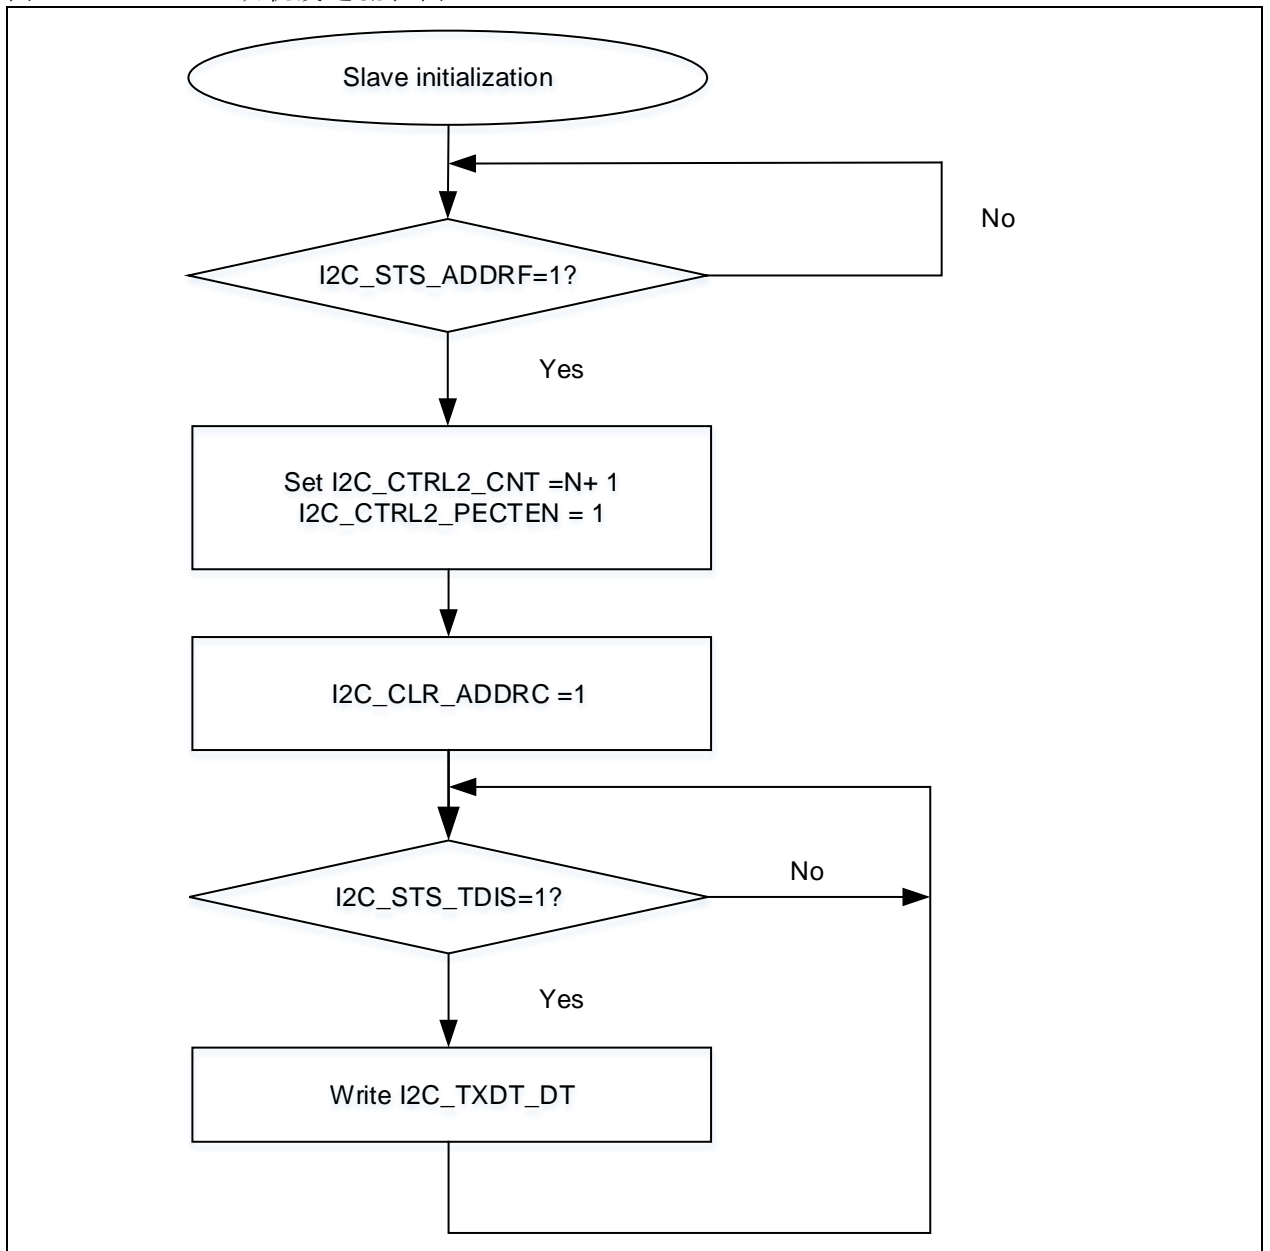 Slave initialization
No
I2C_STS_ADDRF=1?
Yes
Set I2C_CTRL2_CNT =N+ 1
I2C_CTRL2_PECTEN = 1
I2C_CLR_ADDRC =1
No
I2C_STS_TDIS=1?
Yes
Write I2C_TXDT_DT